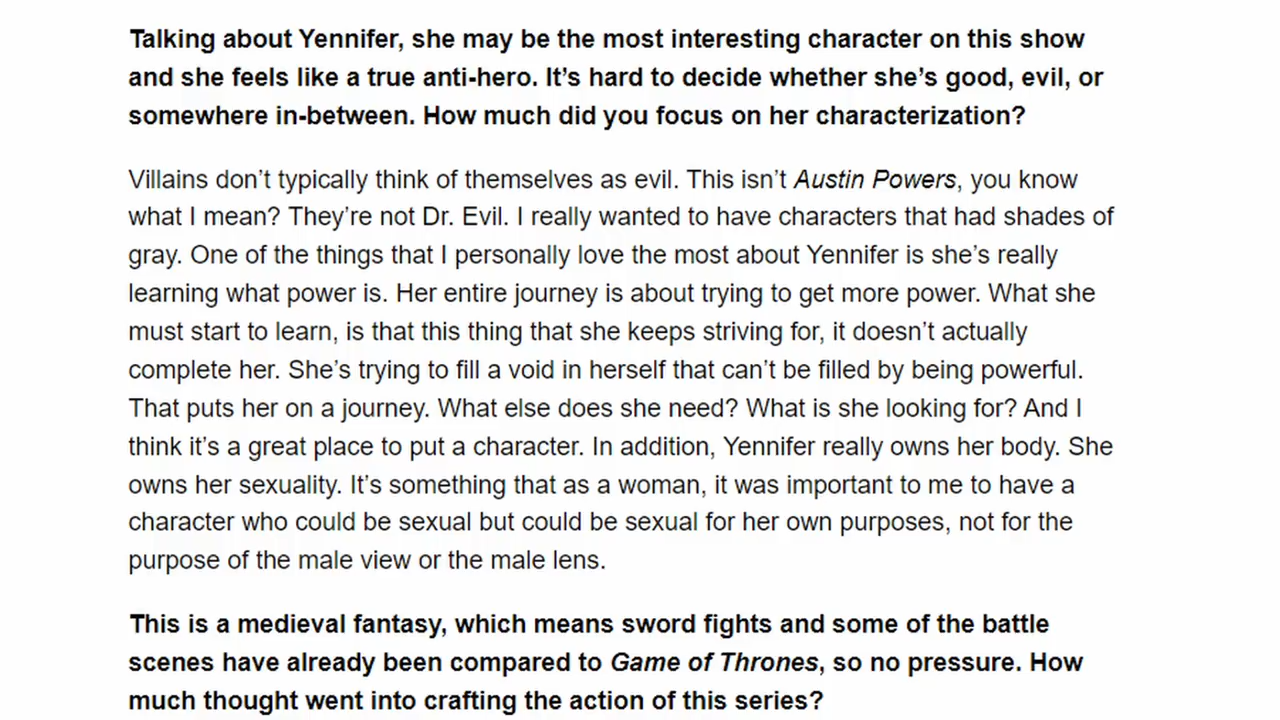 Talking about Yennifer, she may be the most interesting character on this show
and she feels like a true anti-hero. It’s hard to decide whether she’s good, evil, or
somewhere in-between. How much did you focus on her characterization?
Villains don’t typically think of themselves as evil. This isn’t Austin Powers, you know
what I mean? They’re not Dr. Evil. I really wanted to have characters that had shades of
gray. One of the things that I personally love the most about Yennifer is she’s really
learning what power is. Her entire journey is about trying to get more power. What she
must start to learn, is that this thing that she keeps striving for, it doesn’t actually
complete her. She’s trying to fill a void in herself that can’t be filled by being powerful.
That puts her on a journey. What else does she need? What is she looking for? And I
think it’s a great place to put a character. In addition, Yennifer really owns her body. She
owns her sexuality. It’s something that as a woman, it was important to me to have a
character who could be sexual but could be sexual for her own purposes, not for the
purpose of the male view or the male lens.
This is a medieval fantasy, which means sword fights and some of the battle
scenes have already been compared to Game of Thrones, so no pressure. How
much thought went into crafting the action of this series?